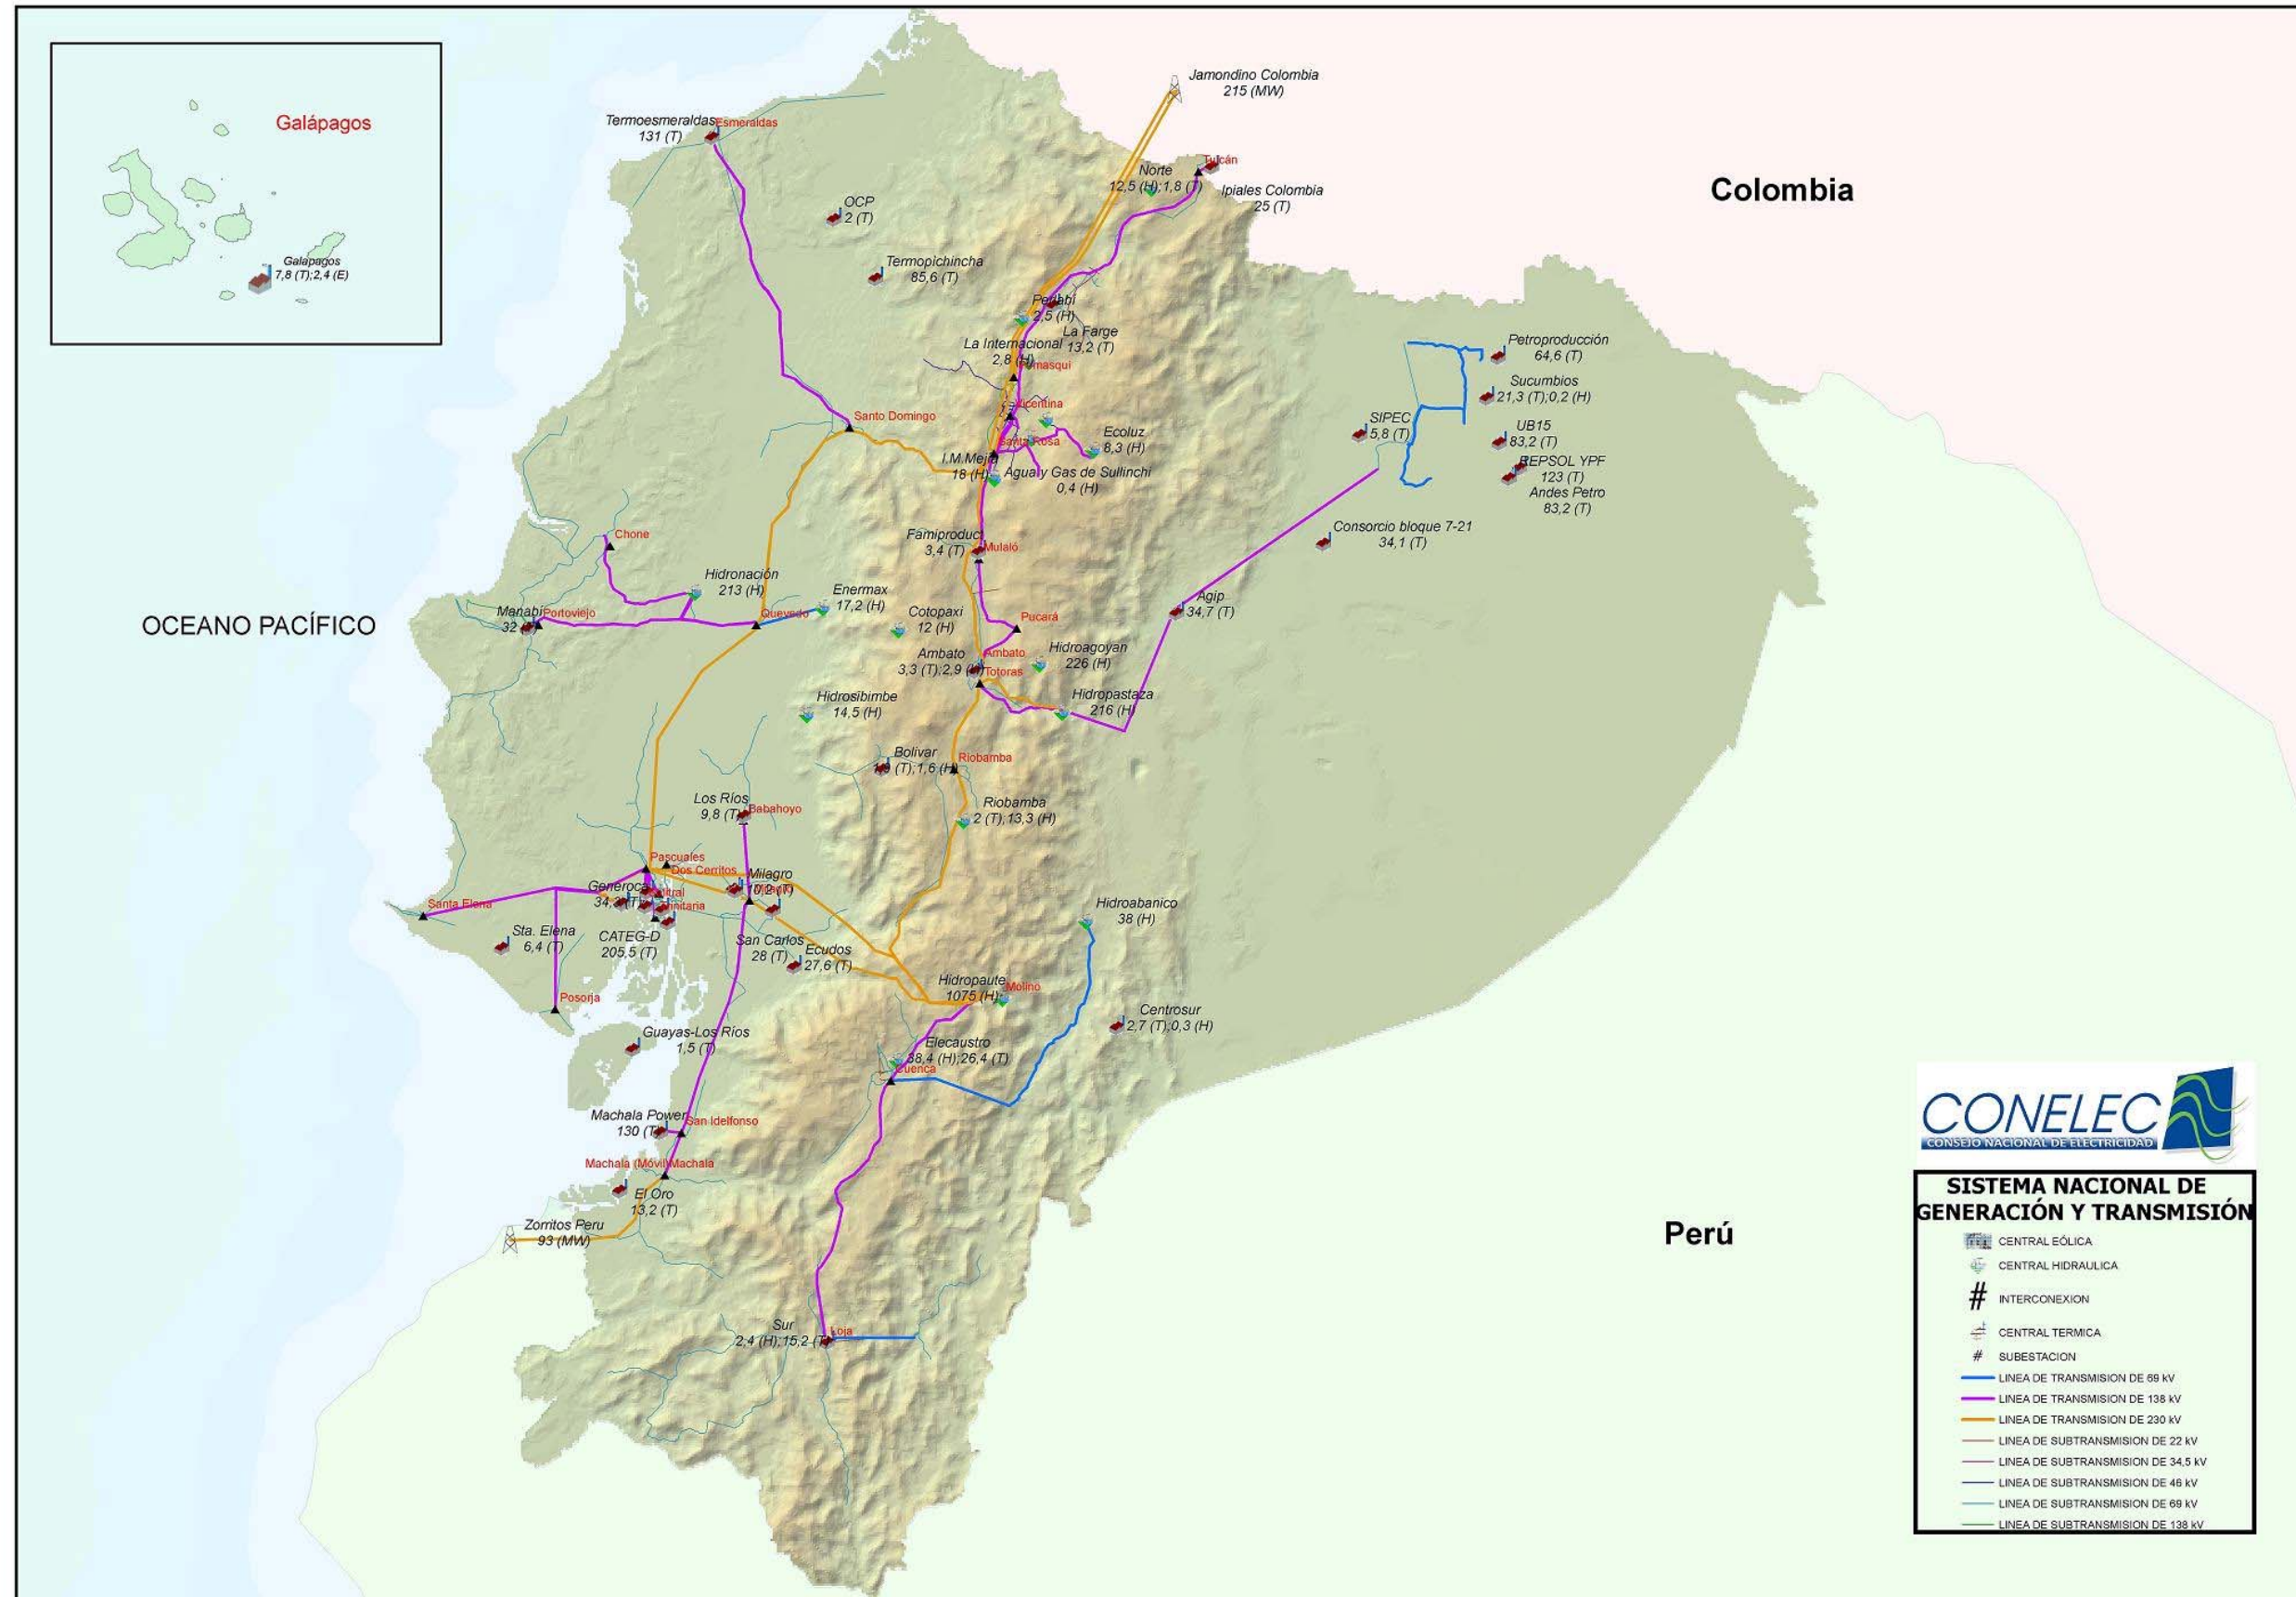 Galápagos
Galapagos
7,8 (T);2,4 (E)
Jamondino Colombia
215 (MW)
Termoesmeraldas
131 (T)
Esmeraldas
Tulcán
Norte
12,5 (H);1,8 (T)
Ipiales Colombia
25 (T)
Colombia
OCP
2 (T)
Termopichincha
85,6 (T)
2,5 (H)
La Farge
13,2 (T)
La Internacional
2,8 (H)
Petroproducción
64,6 (T)
Sucumbios
21,3 (T);0,2 (H)
SIPEC
5,8 (T)
UB15
83,2 (T)
REPSOL YPF
123 (T)
Andes Petro
83,2 (T)
Santo Domingo
Vicentina
Santa Rosa
Ecoluz
8,3 (H)
I.M.Mejia
18 (H)
Agua y Gas de Sullinchi
0,4 (H)
Consorcio bloque 7-21
34,1 (T)
Chone
Famiproduct
3,4 (T)
Mulaló
Hidronación
213 (H)
Enermax
17,2 (H)
Cotopaxi
12 (H)
Agip
34,7 (T)
OCEANO PACÍFICO
Manabí
32
Portoviejo
Quevedo
Pucará
Ambato
3,3 (T);2,9
Ambato
Totoras
Hidroagoyan
226 (H)
Hidropastaza
216 (H)
Hidrosibimbe
14,5 (H)
Bolivar
(T);1,6 (H)
Riobamba
Riobamba
2 (T);13,3 (H)
Los Ríos
9,8 (T)
Babahoyo
Pascuales
Dos Cerritos
Milagro
10,2 (T)
Generoca
Santa Elena
Sta. Elena
6,4 (T)
CATEG-D
205,5 (T)
San Carlos
28 (T)
Ecudos
27,6 (T)
Hidroabanico
38 (H)
Hidropaute
1075 (H)
Molino
Posorja
Centrosur
2,7 (T);0,3 (H)
Guayas-Los Ríos
1,5 (T)
Elecaustro
38,4 (H);26,4 (T)
Cuenca
Machala Power
130 (T)
San Idelfonso
Machala (Móvil)
Machala
El Oro
13,2 (T)
Zorritos Peru
93 (MW)
Perú
Sur
2,4 (H);15,2 (T)
Loja
CONELEC
CONSEJO NACIONAL DE ELECTRICIDAD
SISTEMA NACIONAL DE
GENERACIÓN Y TRANSMISIÓN
CENTRAL EÓLICA
CENTRAL HIDRAULICA
# INTERCONEXION
CENTRAL TERMICA
# SUBESTACION
LINEA DE TRANSMISION DE 69 kV
LINEA DE TRANSMISION DE 138 kV
LINEA DE TRANSMISION DE 230 kV
LINEA DE SUBTRANSMISION DE 22 kV
LINEA DE SUBTRANSMISION DE 34,5 kV
LINEA DE SUBTRANSMISION DE 46 kV
LINEA DE SUBTRANSMISION DE 69 kV
LINEA DE SUBTRANSMISION DE 138 kV